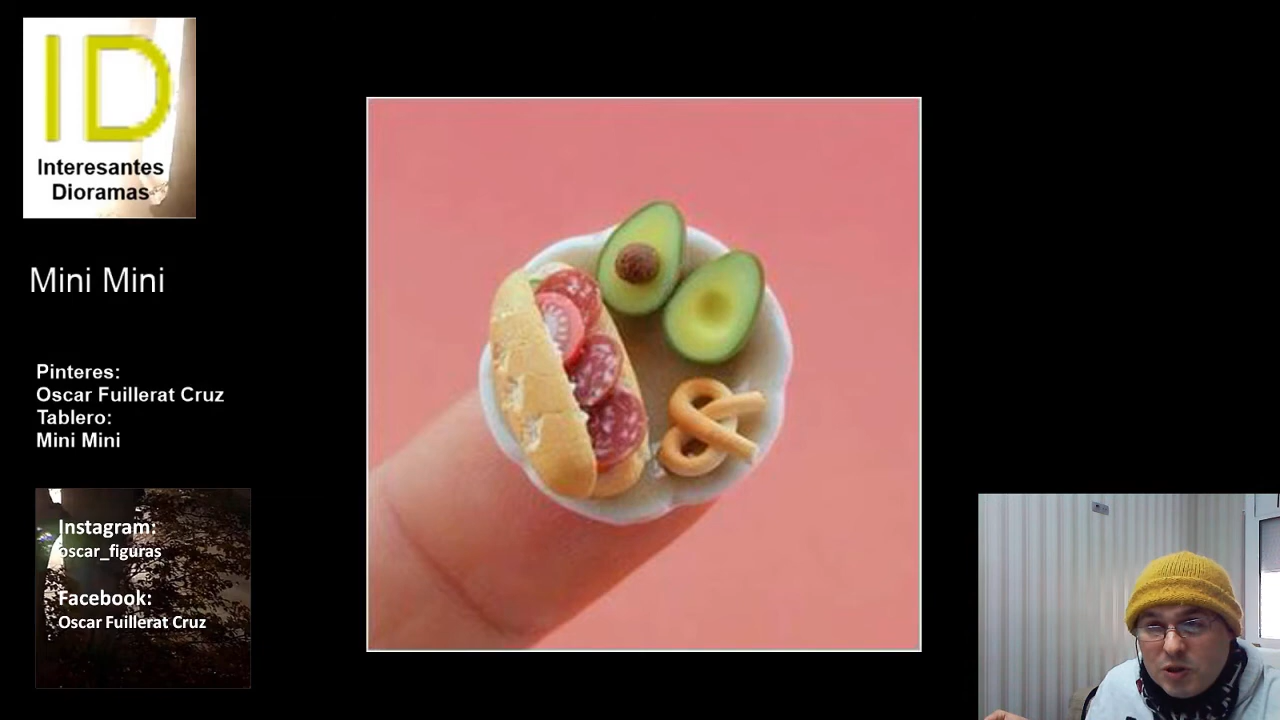 ID
Interesantes
Dioramas
Mini Mini
Pinteres:
Oscar Fuillerat Cruz
Tablero:
Mini Mini
Instagram:
oscar_figuras
Facebook:
Oscar Fuillerat Cruz